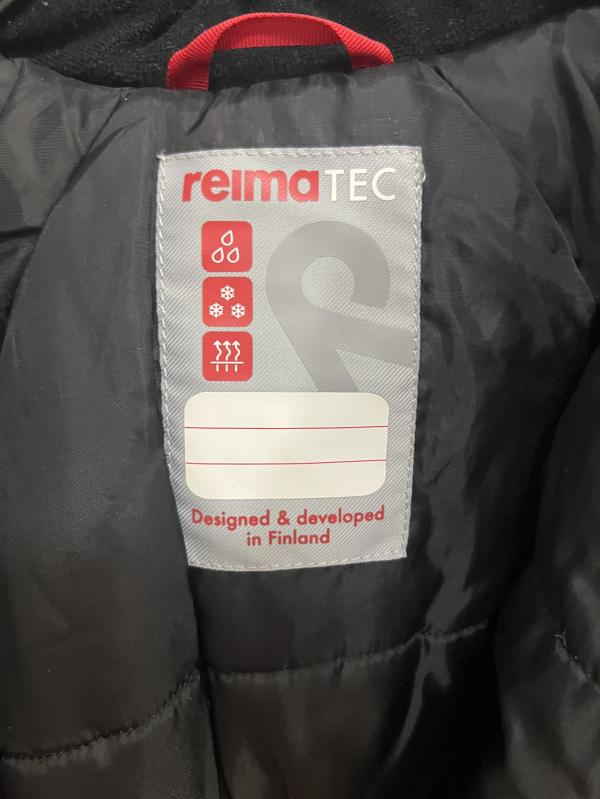 reimaTEC
Designed & developed
in Finland